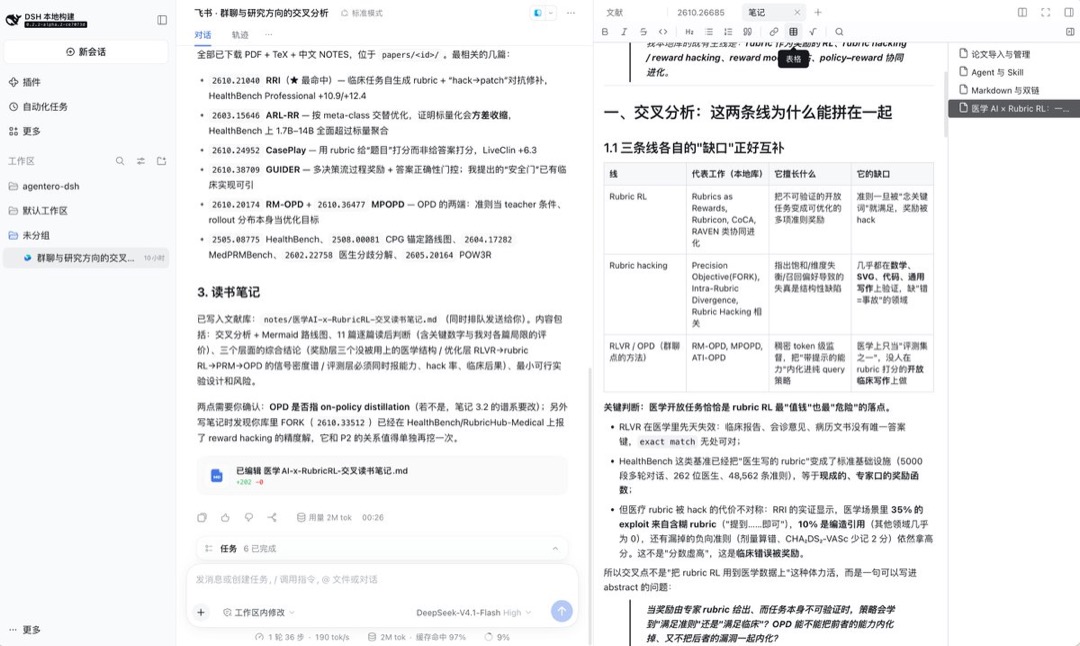 DSH 本地构建
新会话
插件
自动化任务
更多
工作区
agentero-dsh
默认工作区
未分组
群聊与研究方向的交叉... 10 小时
更多
飞书 · 群聊与研究方向的交叉分析
标准模式
对话
轨迹
全部已下载 PDF + TeX + 中文 NOTES，位于 papers/<id>/ 。最相关的几篇：
2610.21040 RRI（★ 最命中）— 临床任务自生成 rubric + "hack→patch"对抗修补，
HealthBench Professional +10.9/+12.4
2603.15646 ARL-RR — 按 meta-class 交替优化，证明标量化会方差收缩，
HealthBench 上 1.7B–14B 全面超过标量聚合
2610.24952 CasePlay — 用 rubric 给"题目"打分而非给答案打分，LiveClin +6.3
2610.38709 GUIDER — 多决策流过程奖励 + 答案正确性门控；我提出的"安全门"已有临
床实现可引
2610.20174 RM-OPD + 2610.36477 MPOPD — OPD 的两端：准则当 teacher 条件、
rollout 分布本身当优化目标
2505.08775 HealthBench、 2508.00081 CPG 锚定路线图、 2604.17282
MedPRMBench、 2602.22758 医生分歧分解、 2605.20164 POW3R
3. 读书笔记
已写入文献库： notes/医学AI-x-RubricRL-交叉读书笔记.md （同时排队发送给你）。内容包
括：交叉分析 + Mermaid 路线图、11 篇逐篇读后判断（含关键数字与我对各篇局限的评
价）、三个层面的综合结论（奖励层三个没被用上的医学结构 / 优化层 RLVR→rubric
RL→PRM→OPD 的信号密度谱 / 评测层必须同时报能力、hack 率、临床后果）、最小可行实
验设计和风险。
两点需要你确认：OPD 是否指 on-policy distillation（若不是，笔记 3.2 的谱系要改）；另外
写笔记时发现你库里 FORK（ 2610.33512 ）已经在 HealthBench/RubricHub-Medical 上报
了 reward hacking 的精度解，它和 P2 的关系值得单独再挖一次。
已编辑 医学AI-x-RubricRL-交叉读书笔记.md
+202 -0
用量 2M tok 00:26
任务 6 已完成
发消息或创建任务，/ 调用指令，@ 文件或对话
工作区内修改
DeepSeek-V4.1-Flash High
1 轮 36 步 · 190 tok/s
2M tok · 缓存命中 97%
9%
文献
2610.26685
笔记
B I S <> H₂
表格
/ reward hacking、reward mo
、policy–reward 协同
进化。
一、交叉分析：这两条线为什么能拼在一起
1.1 三条线各自的"缺口"正好互补
线 代表工作（本地库） 它擅长什么 它的缺口
Rubric RL
Rubrics as
Rewards,
Rubricon, CoCA,
RAVEN 类协同进
化
把不可验证的开放
任务变成可优化的
多项准则奖励
准则一旦被"念关键
词"就满足，奖励被
hack
Rubric hacking
Precision
Objective(FORK),
Intra-Rubric
Divergence,
Rubric Hacking 相
关
指出饱和/维度失
衡/召回偏好导致的
失真是结构性缺陷
几乎都在数学、
SVG、代码、通用
写作上验证，缺"错
=事故"的领域
RLVR / OPD（群聊
点的方法）
RM-OPD, MPOPD,
ATI-OPD
稠密 token 级监
督，把"带提示的能
力"内化进纯 query
策略
医学上只当"评测集
之一"，没人在
rubric 打分的开放
临床写作上做
关键判断：医学开放任务恰恰是 rubric RL 最"值钱"也最"危险"的落点。
RLVR 在医学里先天失效：临床报告、会诊意见、病历文书没有唯一答案
键， exact match 无处可对；
HealthBench 这类基准已经把"医生写的 rubric"变成了标准基础设施（5000
段多轮对话、262 位医生、48,562 条准则），等于现成的、专家口的奖励函
数；
但医疗 rubric 被 hack 的代价不对称：RRI 的实证显示，医学场景里 35% 的
exploit 来自含糊 rubric（"提到......即可"），10% 是编造引用（其他领域几乎
为 0），还有漏掉的负向准则（剂量算错、CHA₂DS₂-VASc 少记 2 分）依然拿高
分。这不是"分数虚高"，这是临床错误被奖励。
所以交叉点不是"把 rubric RL 用到医学数据上"这种体力活，而是一句可以写进
abstract 的问题：
当奖励由专家 rubric 给出、而任务本身不可验证时，策略会学
到"满足准则"还是"满足临床"？OPD 能不能把前者的能力内化
掉、又不把后者的漏洞一起内化？
论文导入与管理
Agent 与 Skill
Markdown 与双链
医学 AI × Rubric RL：一...